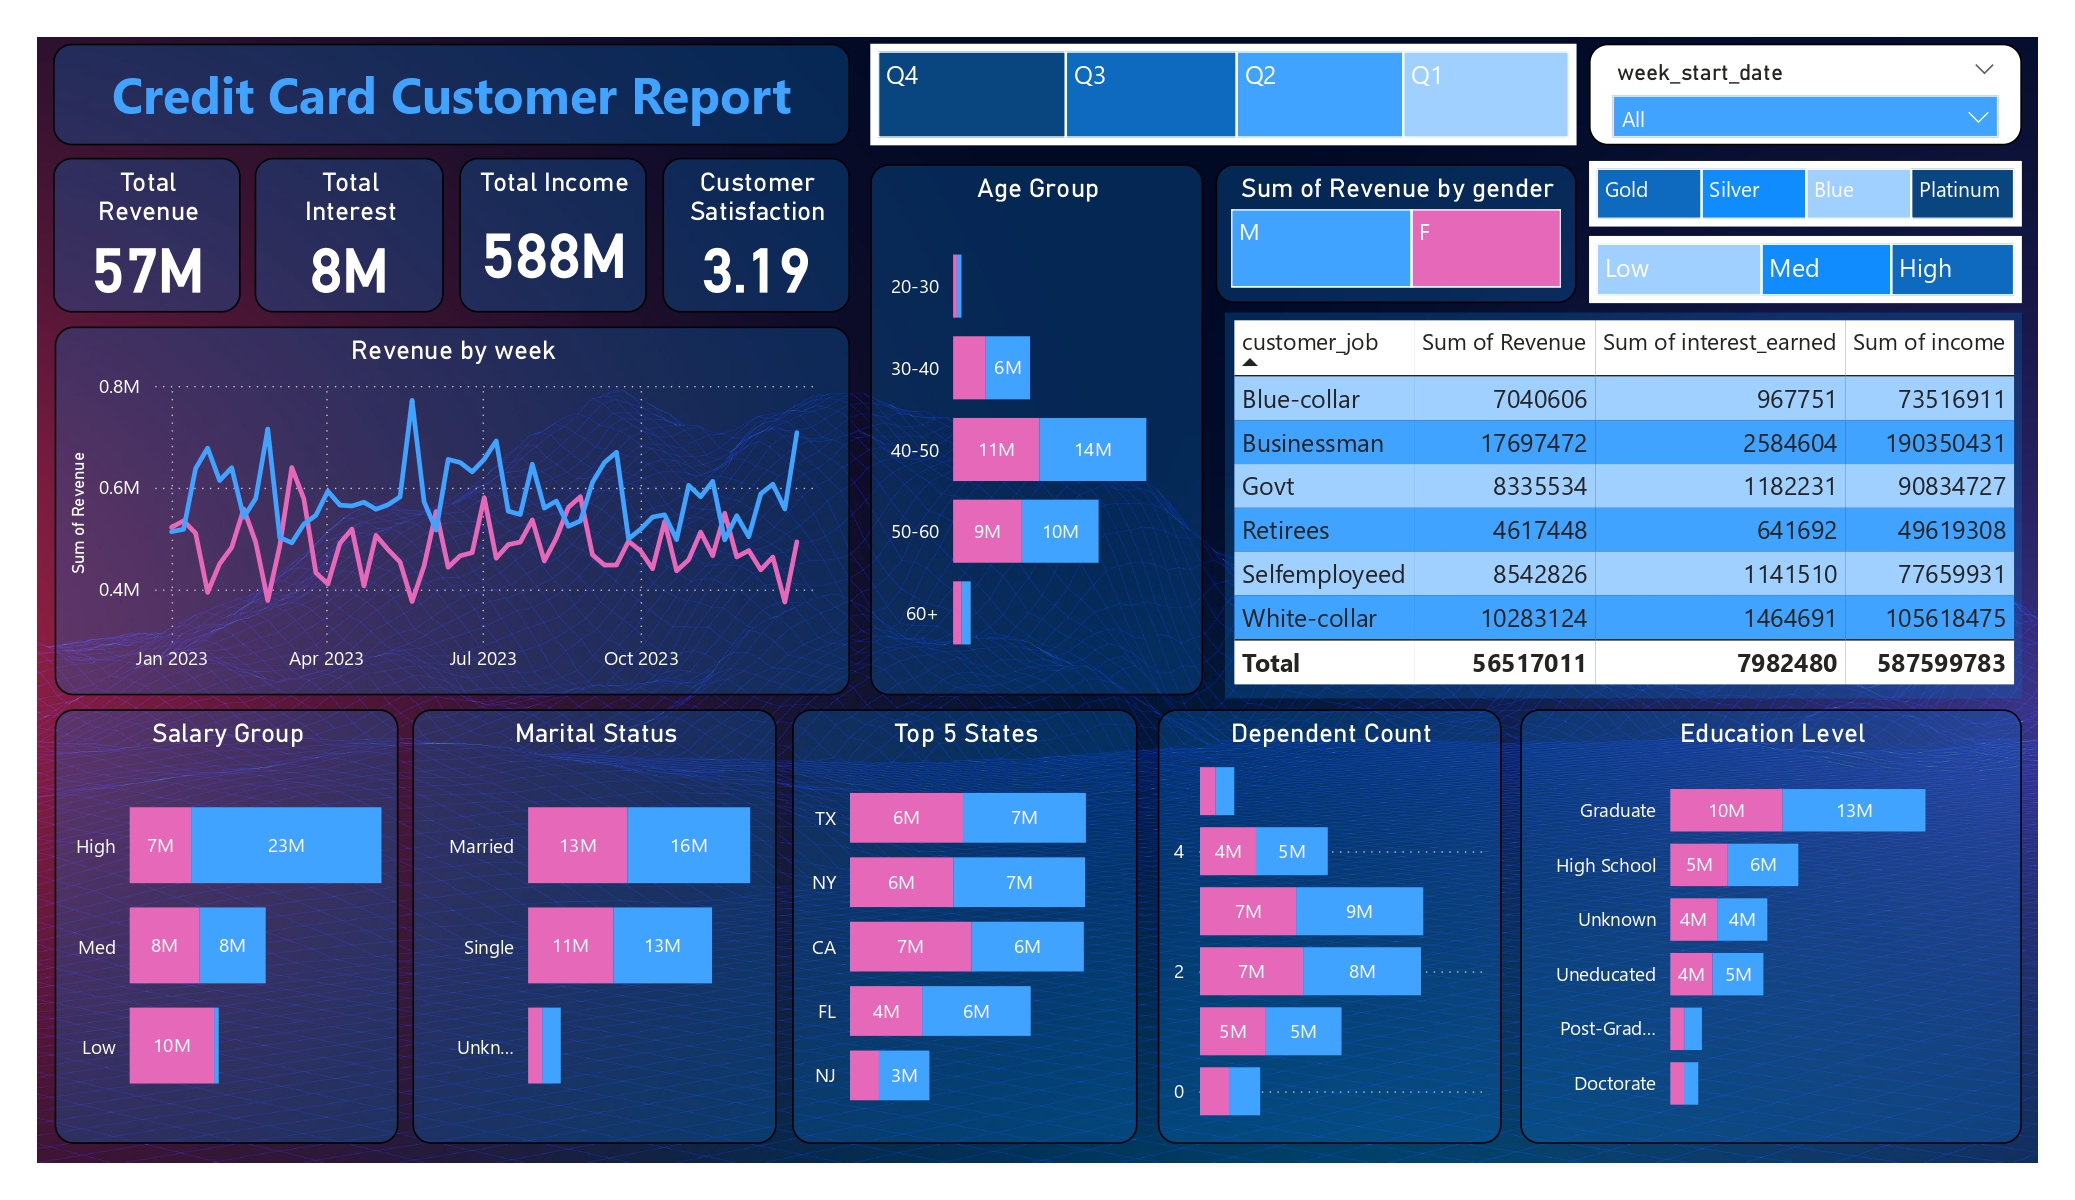 Credit Card Customer Report
Q4
Q3
Q2
Q1
week_start_date
All
Total
Revenue
57M
Total
Interest
8M
Total Income
588M
Customer
Satisfaction
3.19
Age Group
20-30
30-40
6M
40-50
11M
14M
50-60
9M
10M
60+
Sum of Revenue by gender
M
F
Gold
Silver
Blue
Platinum
Low
Med
High
Revenue by week
Sum of Revenue
0.8M
0.6M
0.4M
Jan 2023
Apr 2023
Jul 2023
Oct 2023
customer_job Sum of Revenue Sum of interest_earned Sum of income
Blue-collar 7040606 967751 73516911
Businessman 17697472 2584604 190350431
Govt 8335534 1182231 90834727
Retirees 4617448 641692 49619308
Selfemployeed 8542826 1141510 77659931
White-collar 10283124 1464691 105618475
Total 56517011 7982480 587599783
Salary Group
High 7M 23M
Med 8M 8M
Low 10M
Marital Status
Married 13M 16M
Single 11M 13M
Unkn...
Top 5 States
TX 6M 7M
NY 6M 7M
CA 7M 6M
FL 4M 6M
NJ 3M
Dependent Count
4 4M 5M
7M 9M
2 7M 8M
5M 5M
0
Education Level
Graduate 10M 13M
High School 5M 6M
Unknown 4M 4M
Uneducated 4M 5M
Post-Grad...
Doctorate